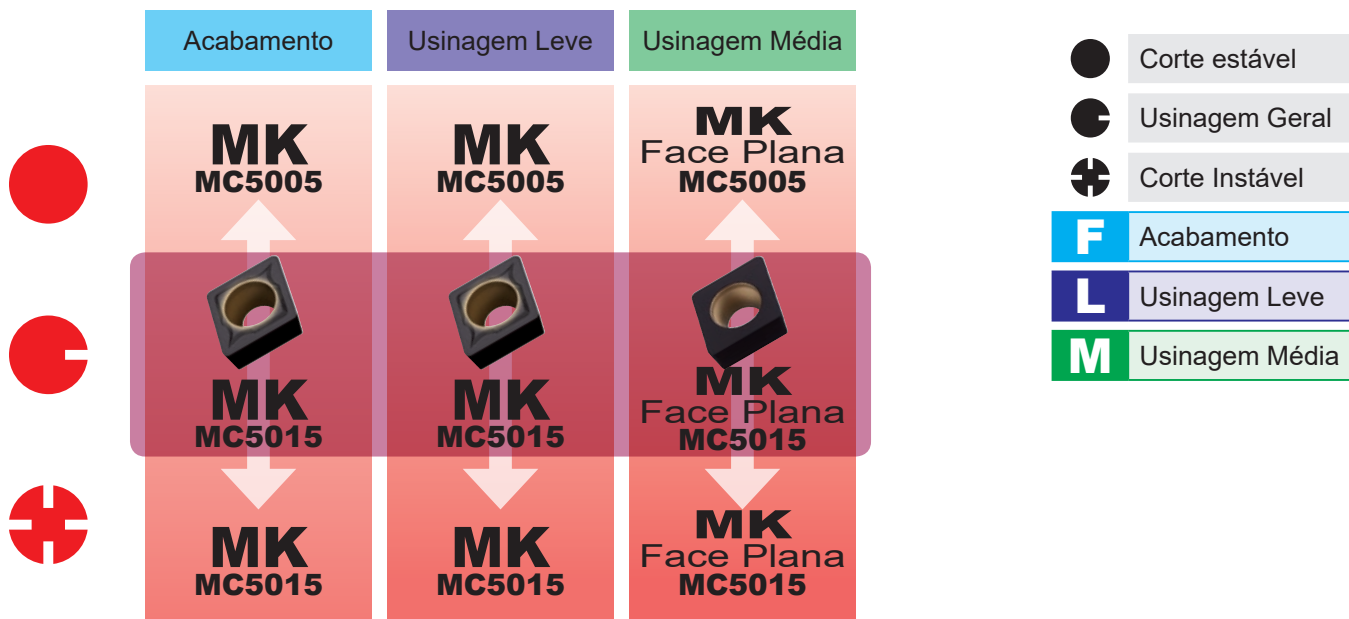 Acabamento
Usinagem Leve
Usinagem Média
MK
MC5005
MK
MC5005
MK
Face Plana
MC5005
MK
MC5015
MK
MC5015
MK
Face Plana
MC5015
MK
MC5015
MK
MC5015
MK
Face Plana
MC5015
Corte estável
Usinagem Geral
Corte Instável
F Acabamento
L Usinagem Leve
M Usinagem Média